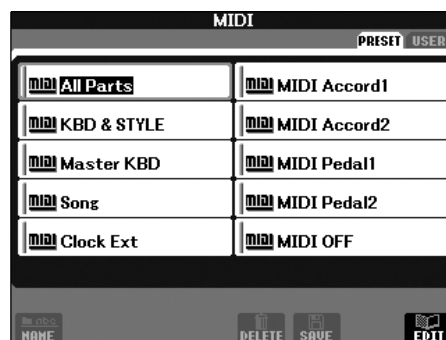 MIDI
PRESET USER
MIDI All Parts
MIDI MIDI Accord1
MIDI KBD & STYLE
MIDI MIDI Accord2
MIDI Master KBD
MIDI MIDI Pedal1
MIDI Song
MIDI MIDI Pedal2
MIDI Clock Ext
MIDI MIDI OFF
abc
NAME DELETE SAVE EDIT